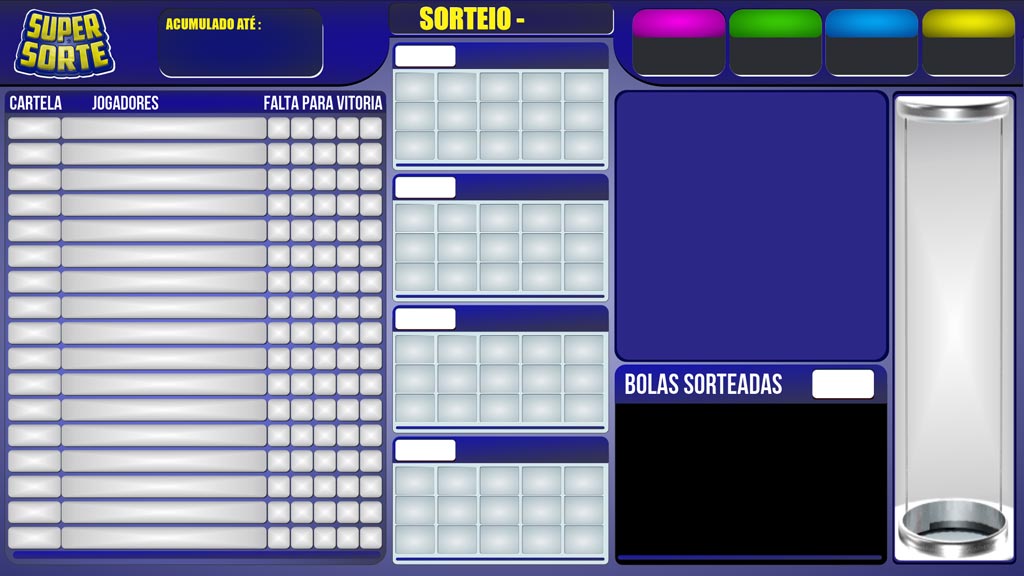 SUPER
SORTE
ACUMULADO ATÉ :
SORTEIO -
CARTELA JOGADORES FALTA PARA VITORIA
BOLAS SORTEADAS